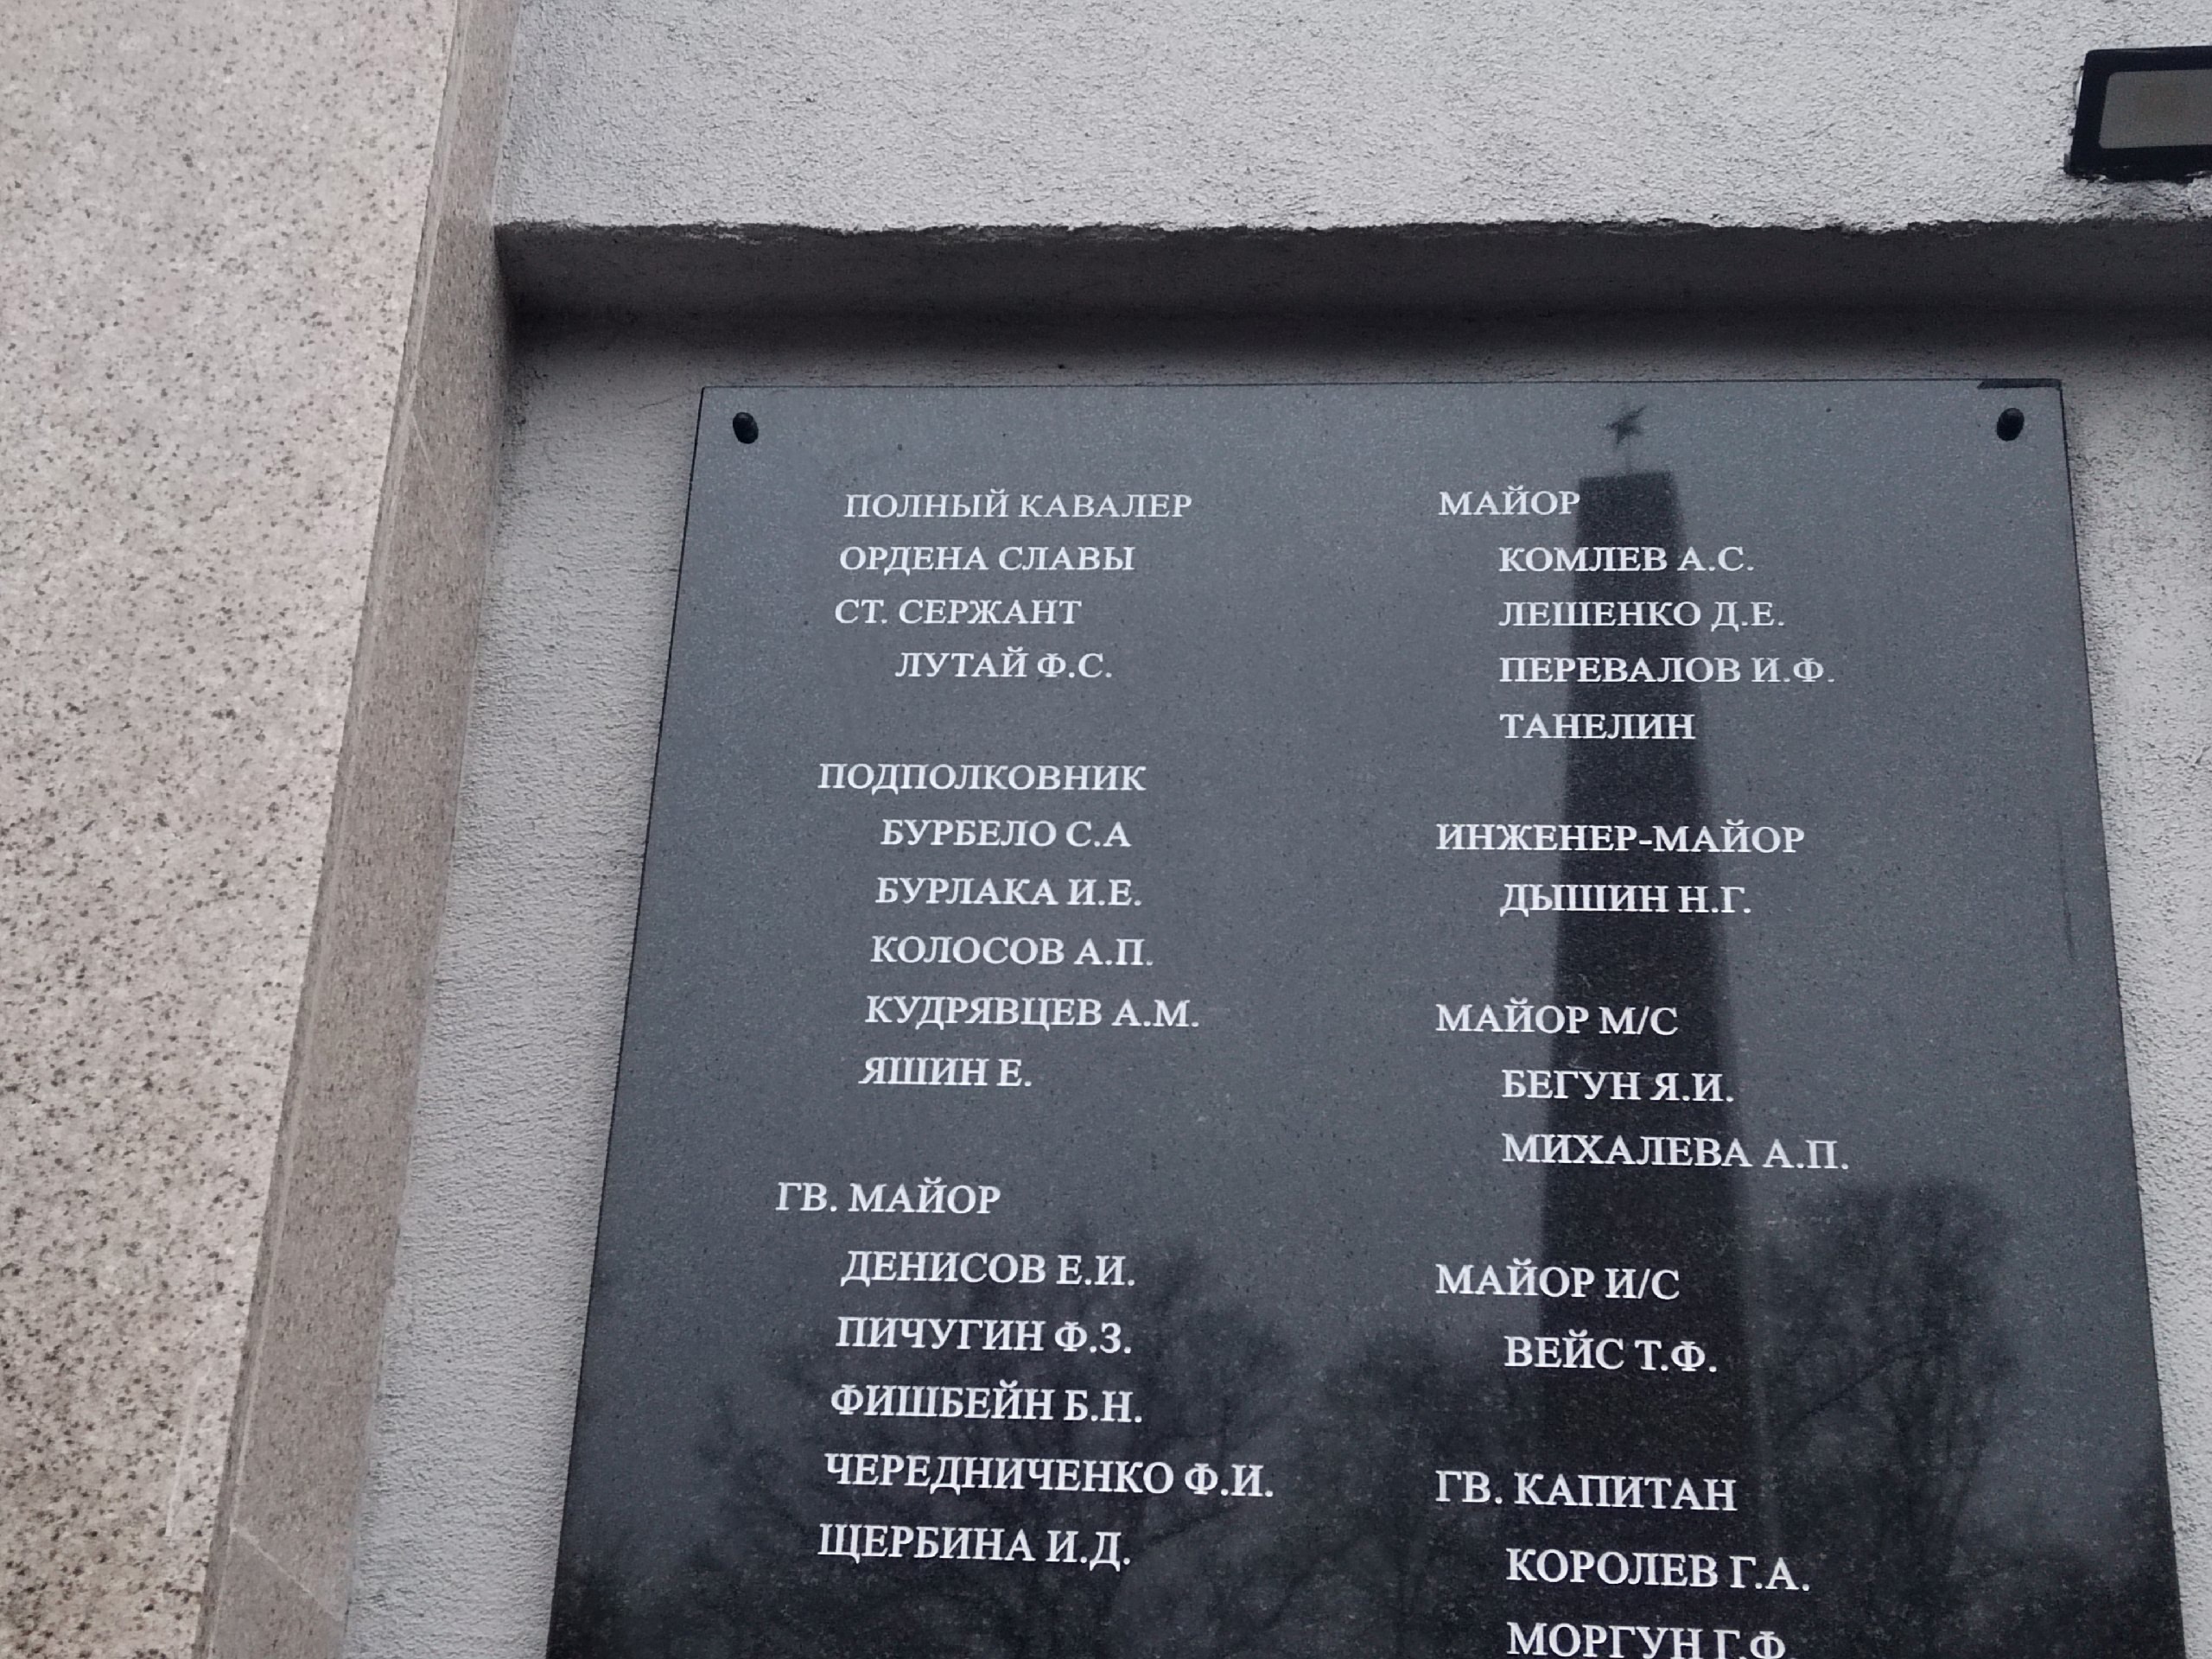 ПОЛНЫЙ КАВАЛЕР
ОРДЕНА СЛАВЫ
СТ. СЕРЖАНТ
ЛУТАЙ Ф.С.
ПОДПОЛКОВНИК
БУРБЕЛО С.А
БУРЛАКА И.Е.
КОЛОСОВ А.П.
КУДРЯВЦЕВ А.М.
ЯШИН Е.
ГВ. МАЙОР
ДЕНИСОВ Е.И.
ПИЧУГИН Ф.З.
ФИШБЕЙН Б.Н.
ЧЕРЕДНИЧЕНКО Ф.И.
ЩЕРБИНА И.Д.
МАЙОР
КОМЛЕВ А.С.
ЛЕШЕНКО Д.Е.
ПЕРЕВАЛОВ И.Ф.
ТАНЕЛИН
ИНЖЕНЕР-МАЙОР
ДЫШИН Н.Г.
МАЙОР М/С
БЕГУН Я.И.
МИХАЛЕВА А.П.
МАЙОР И/С
ВЕЙС Т.Ф.
ГВ. КАПИТАН
КОРОЛЕВ Г.А.
МОРГУН Г.Ф.